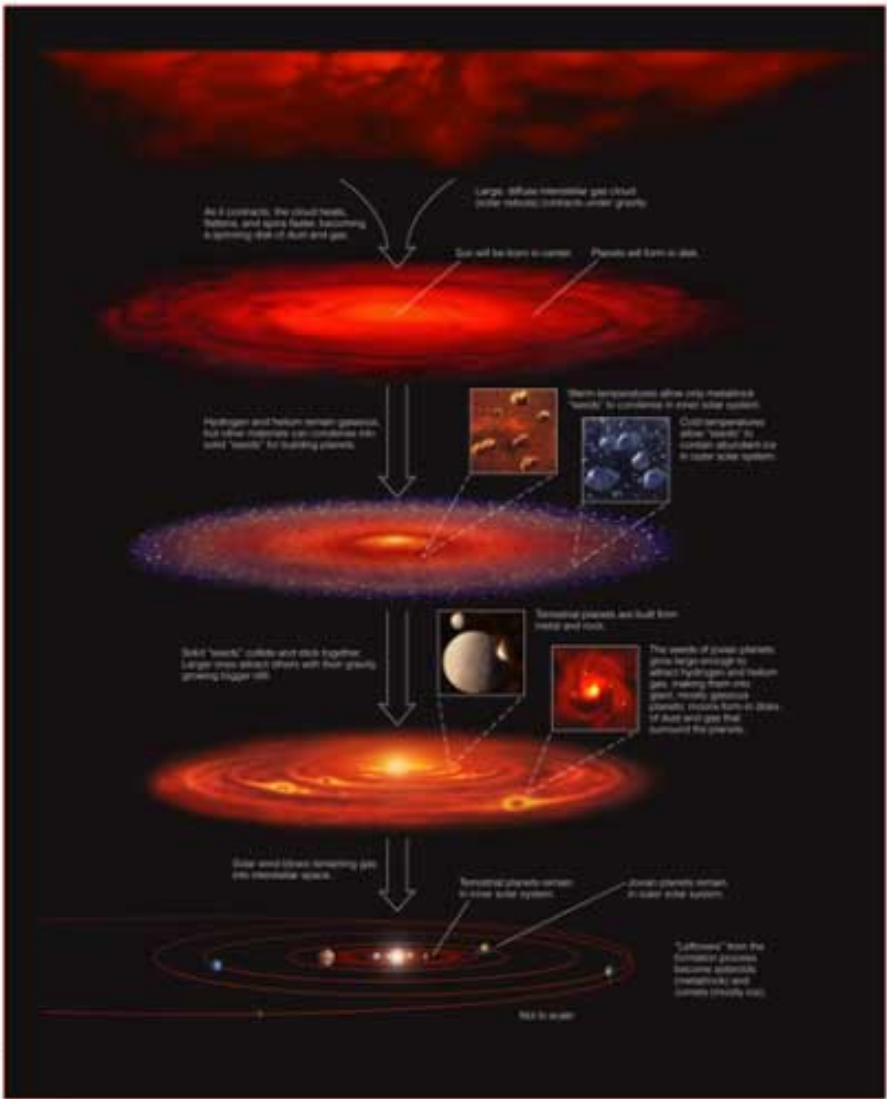 Large, diffuse interstellar gas cloud
(solar nebula) contracts under gravity.
As it contracts, the cloud heats,
flattens, and spins faster, becoming
a spinning disk of dust and gas.
Sun will be born in center.
Planets will form in disk.
Warm temperatures allow only metal/rock
"seeds" to condense in inner solar system.
Hydrogen and helium remain gaseous,
but other materials can condense into
solid "seeds" for building planets.
Cold temperatures
allow "seeds" to
contain abundant ice
in outer solar system.
Terrestrial planets are built from
metal and rock.
Solid "seeds" collide and stick together.
Larger ones attract others with their gravity,
growing bigger still.
The seeds of jovian planets
grow large enough to
attract hydrogen and helium
gas, making them into
giant, mostly gaseous
planets; moons form in disks
of dust and gas that
surround the planets.
Solar wind blows remaining gas
into interstellar space.
Terrestrial planets remain
in inner solar system.
Jovian planets remain
in outer solar system.
"Leftovers" from the
formation process
become asteroids
(metal/rock) and
comets (mostly ice).
Not to scale